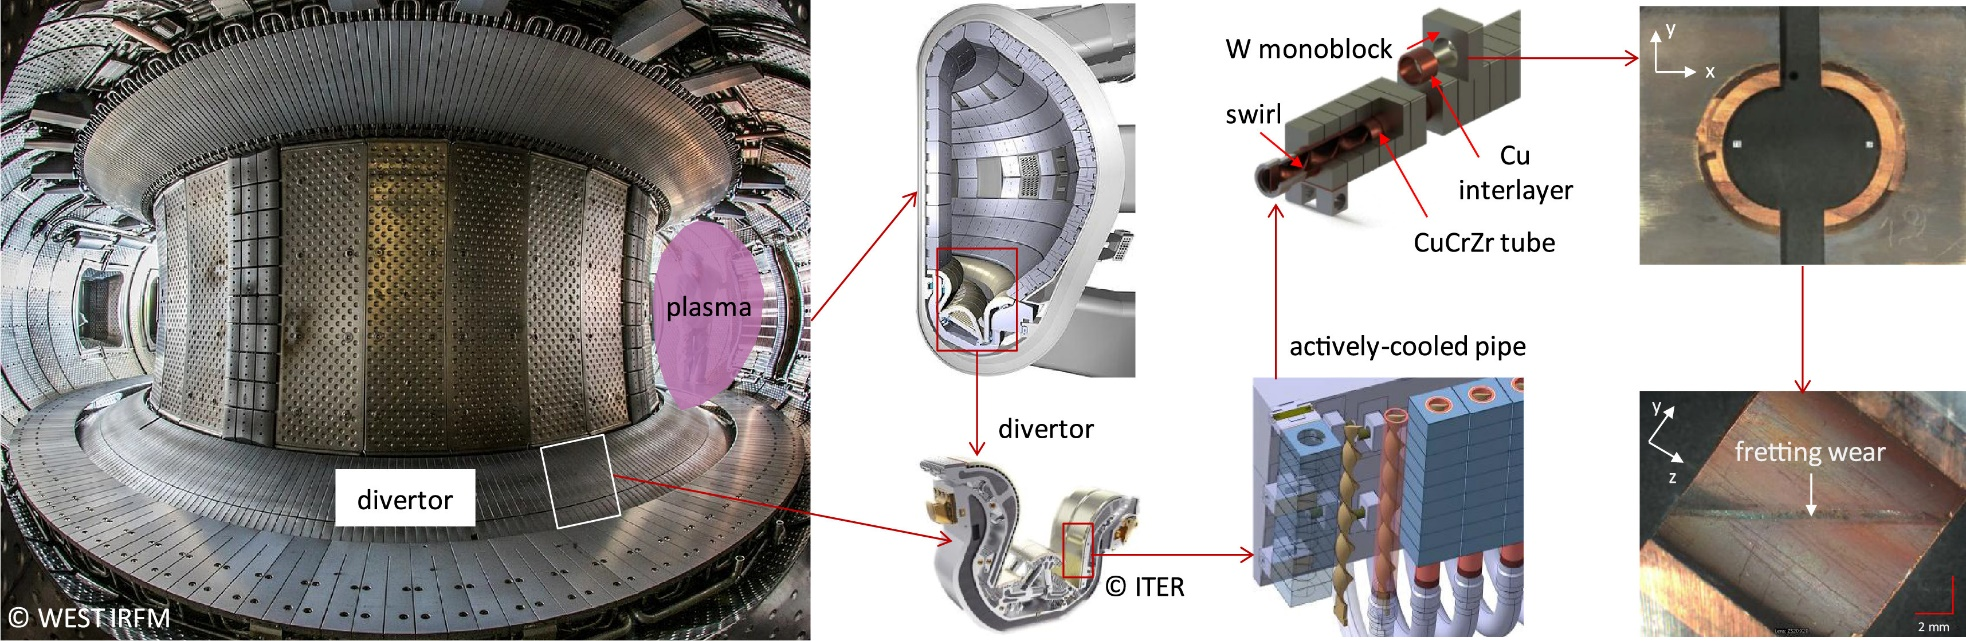 plasma
divertor
© WEST IRFM
divertor
© ITER
W monoblock
swirl
Cu
interlayer
CuCrZr tube
actively-cooled pipe
y
x
y
z
fretting wear
2 mm